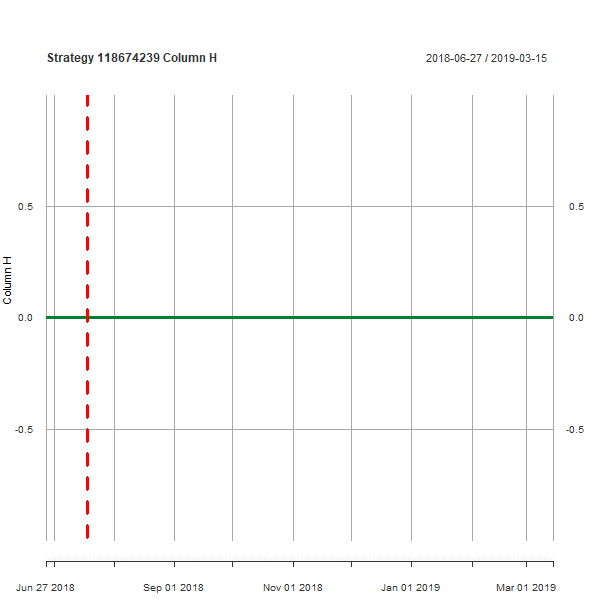 Strategy 118674239 Column H
2018-06-27 / 2019-03-15
0.5
0.5
Column H
0.0
0.0
-0.5
-0.5
Jun 27 2018
Sep 01 2018
Nov 01 2018
Jan 01 2019
Mar 01 2019